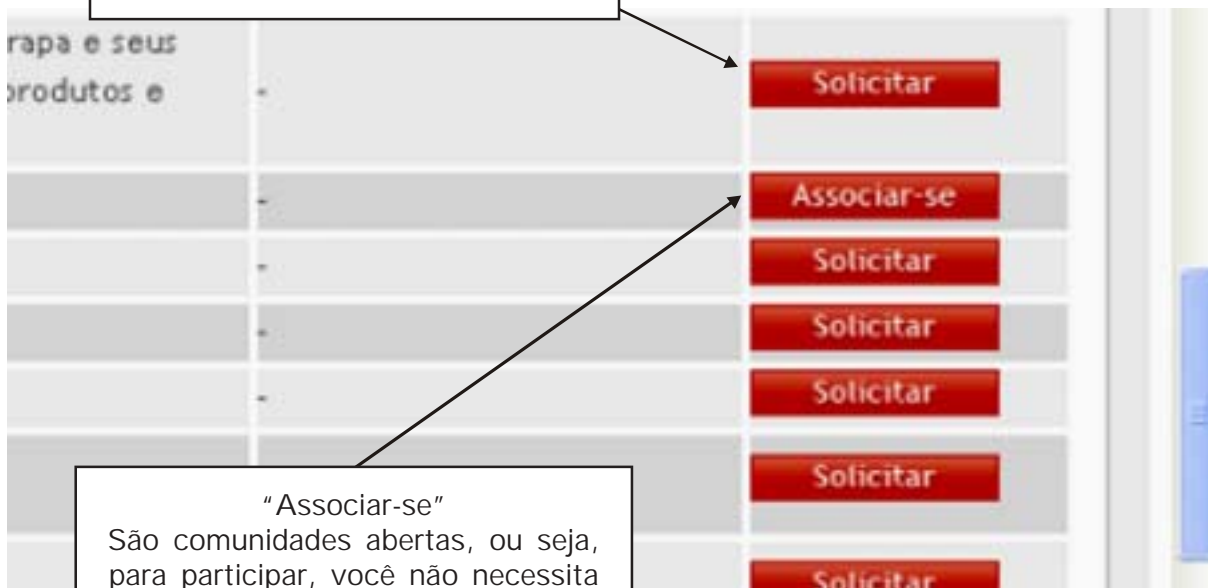 rapa e seus
produtos e
-
Solicitar
-
Associar-se
-
Solicitar
-
Solicitar
-
Solicitar
Solicitar
"Associar-se"
São comunidades abertas, ou seja,
para participar, você não necessita
Solicitar